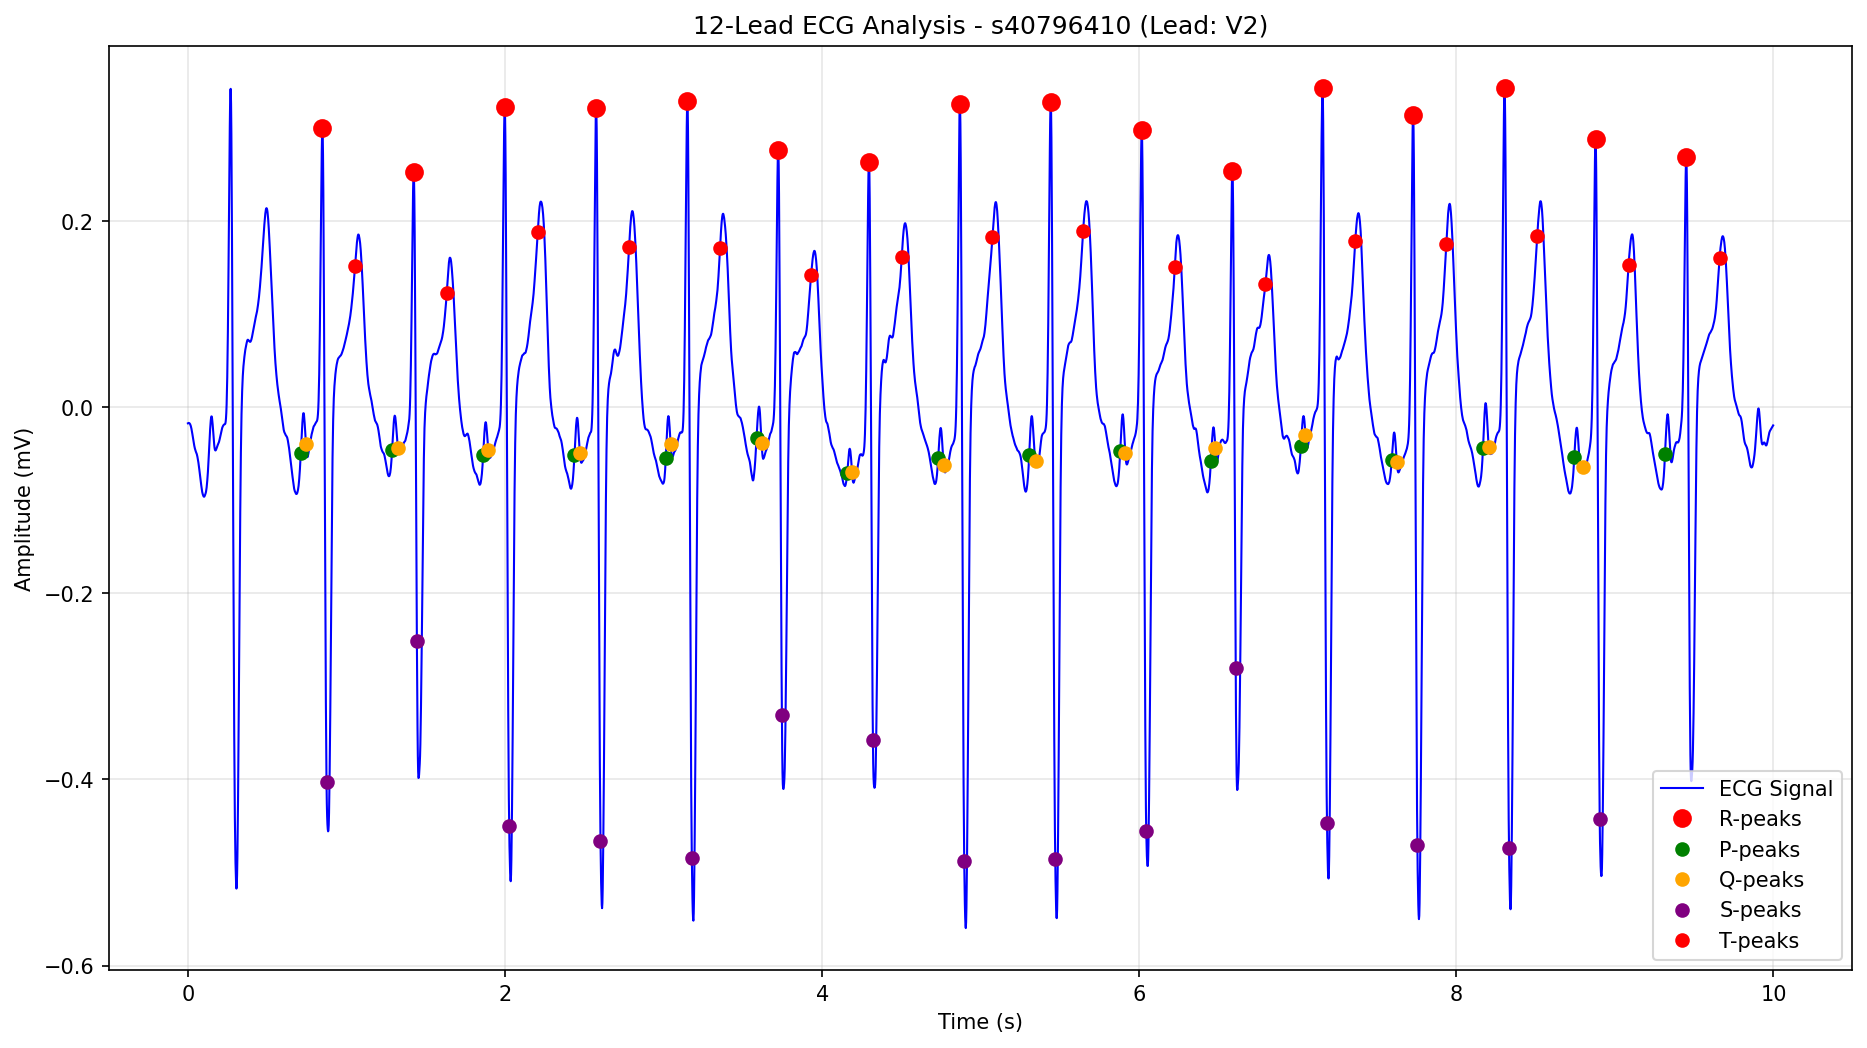 12-Lead ECG Analysis - s40796410 (Lead: V2)
Amplitude (mV)
0.2
0.0
−0.2
−0.4
−0.6
0
2
4
6
8
10
Time (s)
ECG Signal
R-peaks
P-peaks
Q-peaks
S-peaks
T-peaks